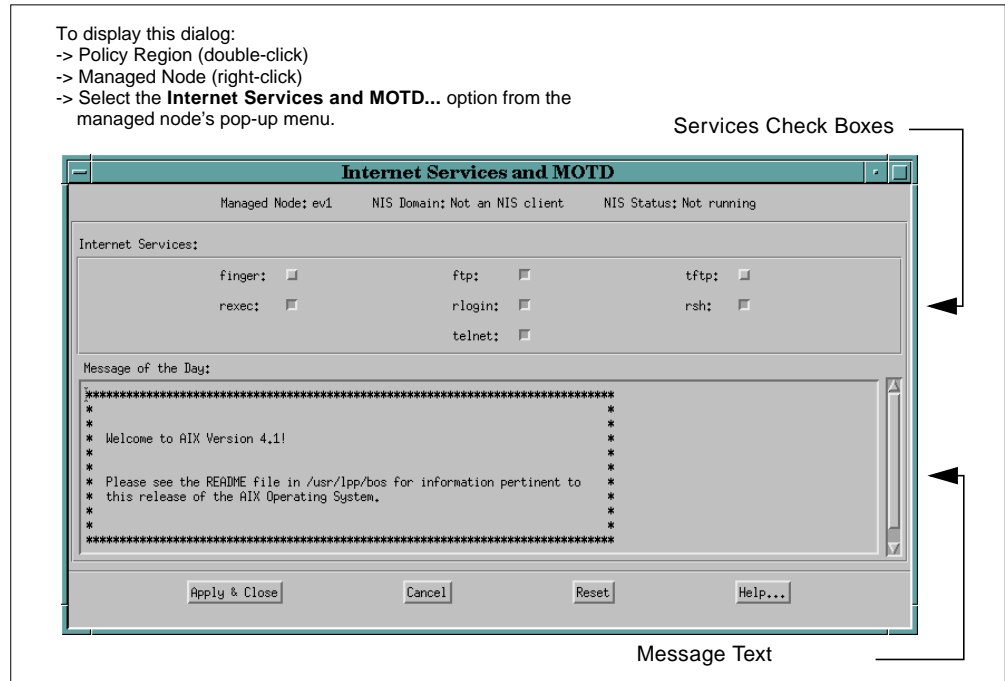 To display this dialog:
-> Policy Region (double-click)
-> Managed Node (right-click)
-> Select the Internet Services and MOTD... option from the
managed node's pop-up menu.
Services Check Boxes
Internet Services and MOTD
Managed Node: ev1 NIS Domain: Not an NIS client NIS Status: Not running
Internet Services:
finger: ftp: tftp:
rexec: rlogin: rsh:
telnet:
Message of the Day:
*******************************************************************************
* *
* *
* Welcome to AIX Version 4.1! *
* *
* *
* Please see the README file in /usr/lpp/bos for information pertinent to *
* this release of the AIX Operating System. *
* *
* *
*******************************************************************************
Apply & Close Cancel Reset Help...
Message Text